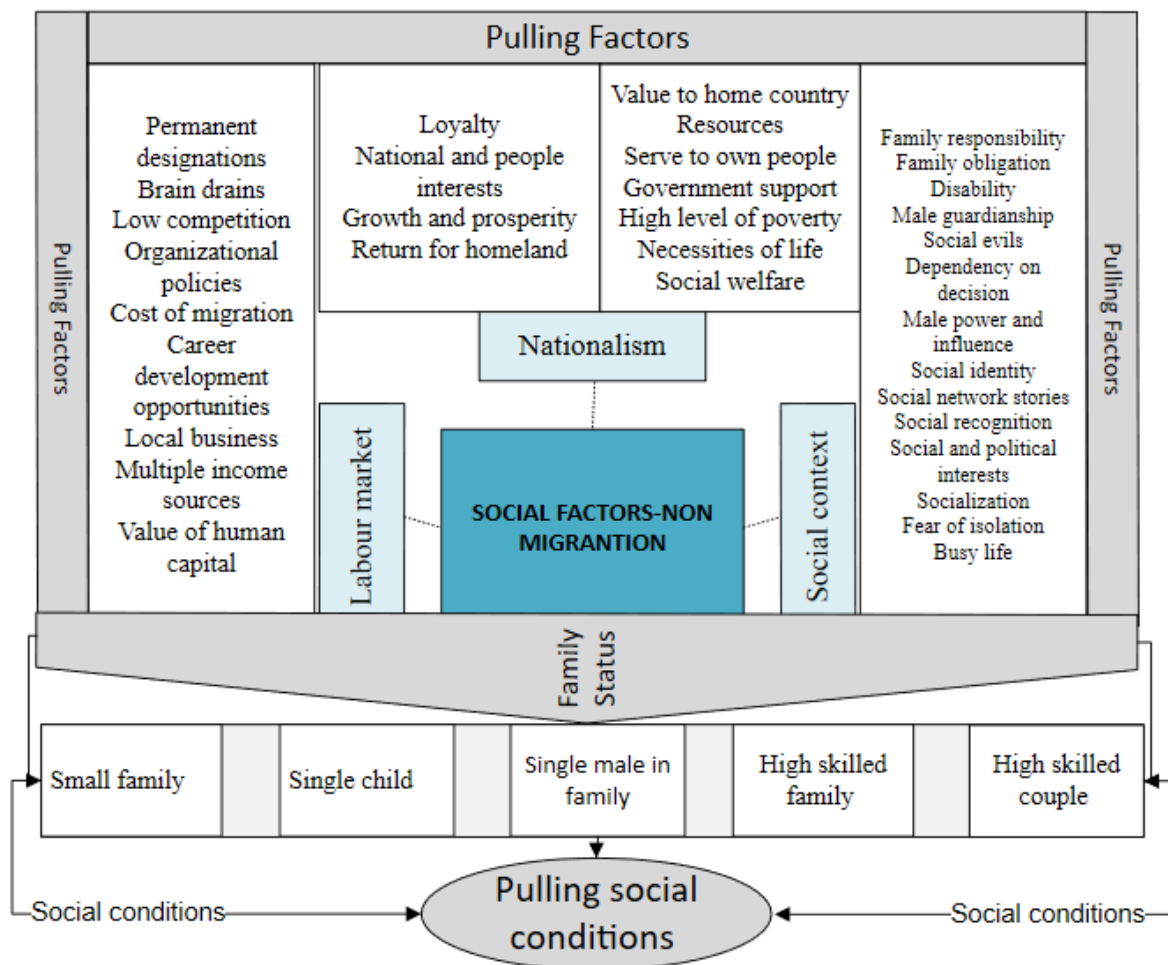 Pulling Factors
Pulling Factors
Permanent
designations
Brain drains
Low competition
Organizational
policies
Cost of migration
Career
development
opportunities
Local business
Multiple income
sources
Value of human
capital
Loyalty
National and people
interests
Growth and prosperity
Return for homeland
Value to home country
Resources
Serve to own people
Government support
High level of poverty
Necessities of life
Social welfare
Family responsibility
Family obligation
Disability
Male guardianship
Social evils
Dependency on
decision
Male power and
influence
Social identity
Social network stories
Social recognition
Social and political
interests
Socialization
Fear of isolation
Busy life
Pulling Factors
Nationalism
Labour market
SOCIAL FACTORS-NON
MIGRANTION
Social context
Family
Status
Small family
Single child
Single male in
family
High skilled
family
High skilled
couple
Social conditions
Pulling social
conditions
Social conditions